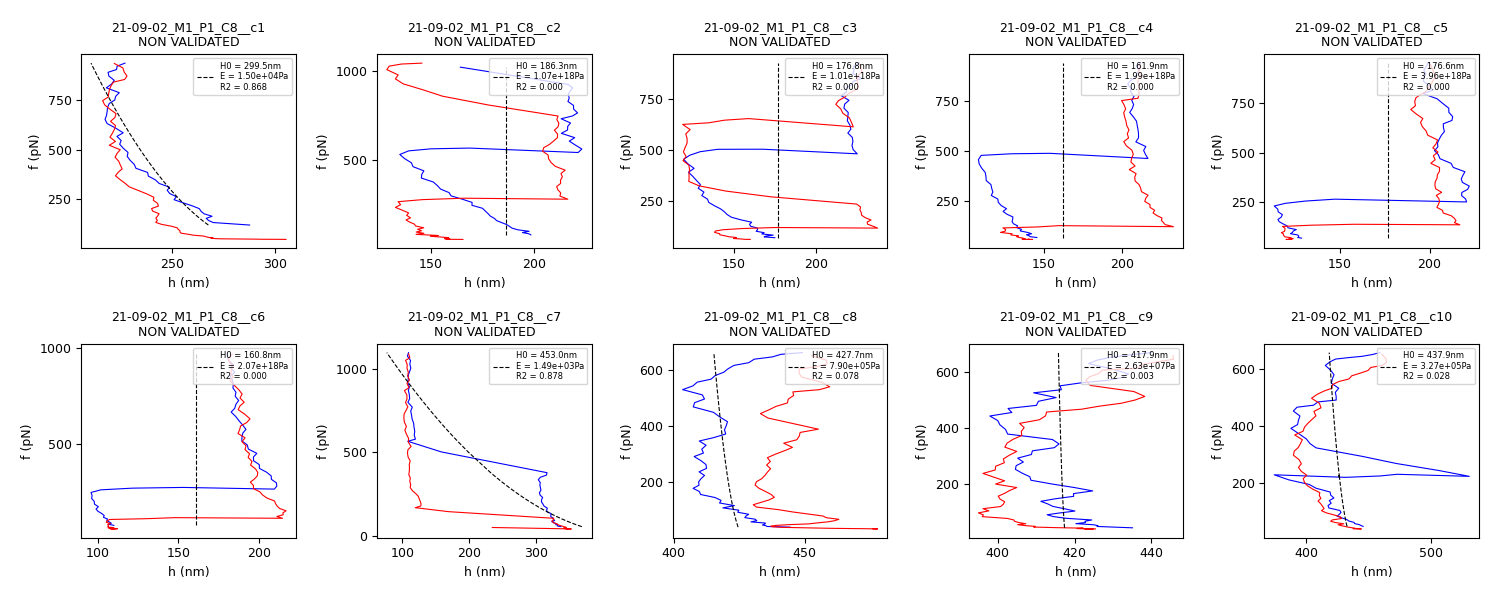 21-09-02_M1_P1_C8__c1
NON VALIDATED
H0 = 299.5nm
E = 1.50e+04Pa
R2 = 0.868
750
500
250
f (pN)
250 300
h (nm)
21-09-02_M1_P1_C8__c2
NON VALIDATED
H0 = 186.3nm
E = 1.07e+18Pa
R2 = 0.000
1000
500
f (pN)
150 200
h (nm)
21-09-02_M1_P1_C8__c3
NON VALIDATED
H0 = 176.8nm
E = 1.01e+18Pa
R2 = 0.000
750
500
250
f (pN)
150 200
h (nm)
21-09-02_M1_P1_C8__c4
NON VALIDATED
H0 = 161.9nm
E = 1.99e+18Pa
R2 = 0.000
750
500
250
f (pN)
150 200
h (nm)
21-09-02_M1_P1_C8__c5
NON VALIDATED
H0 = 176.6nm
E = 3.96e+18Pa
R2 = 0.000
750
500
250
f (pN)
150 200
h (nm)
21-09-02_M1_P1_C8__c6
NON VALIDATED
H0 = 160.8nm
E = 2.07e+18Pa
R2 = 0.000
1000
500
f (pN)
100 150 200
h (nm)
21-09-02_M1_P1_C8__c7
NON VALIDATED
H0 = 453.0nm
E = 1.49e+03Pa
R2 = 0.878
1000
500
0
f (pN)
100 200 300
h (nm)
21-09-02_M1_P1_C8__c8
NON VALIDATED
H0 = 427.7nm
E = 7.90e+05Pa
R2 = 0.078
600
400
200
f (pN)
400 450
h (nm)
21-09-02_M1_P1_C8__c9
NON VALIDATED
H0 = 417.9nm
E = 2.63e+07Pa
R2 = 0.003
600
400
200
f (pN)
400 420 440
h (nm)
21-09-02_M1_P1_C8__c10
NON VALIDATED
H0 = 437.9nm
E = 3.27e+05Pa
R2 = 0.028
600
400
200
f (pN)
400 500
h (nm)